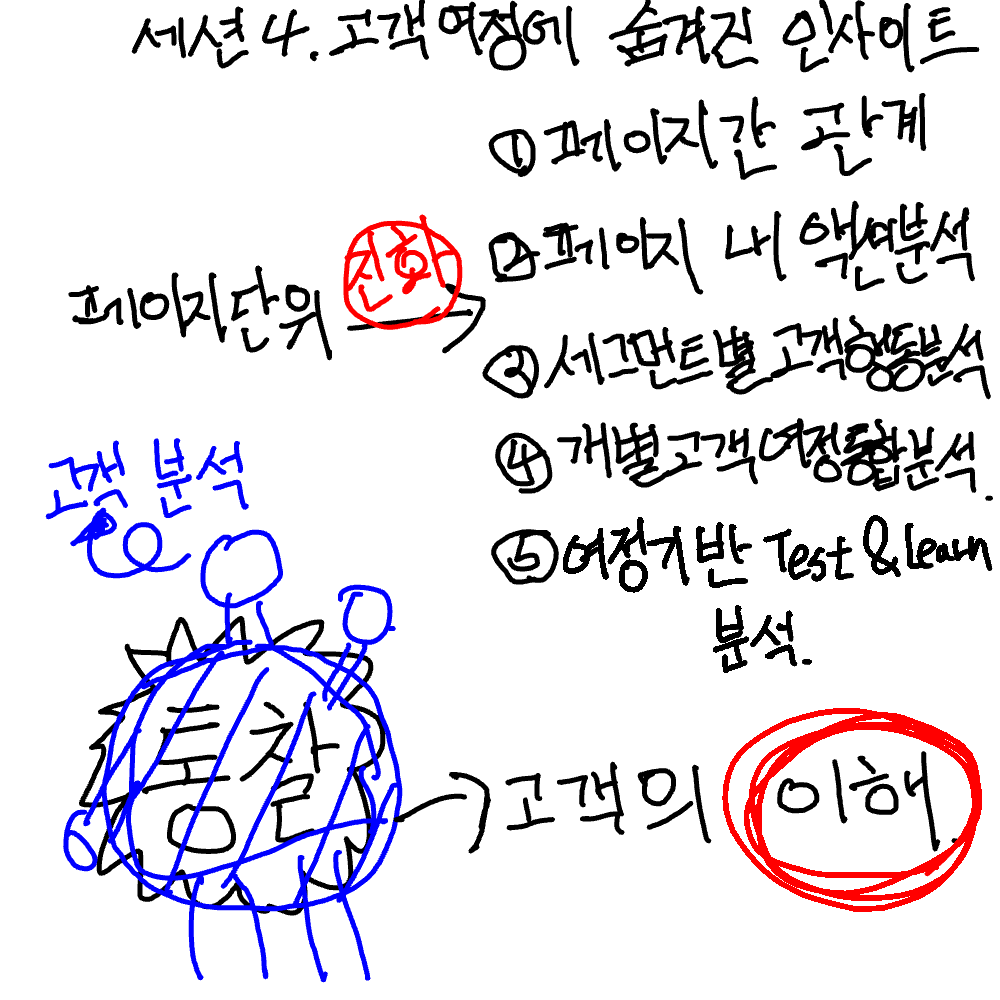 세션 4. 고객여정에 숨겨진 인사이트
① 페이지간 관계
페이지단위 진화
② 페이지 내 액션분석
③ 세그먼트별 고객행동분석
④ 개별고객여정통합분석.
⑤ 여정기반 Test & Learn
분석.
고객 분석
통찰
고객의 이해.